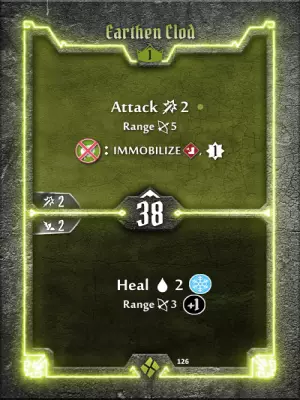 Earthen Clod
1
Attack 2
Range 5
: IMMOBILIZE , 1
2
38
2
Heal 2
Range 3 +1
126